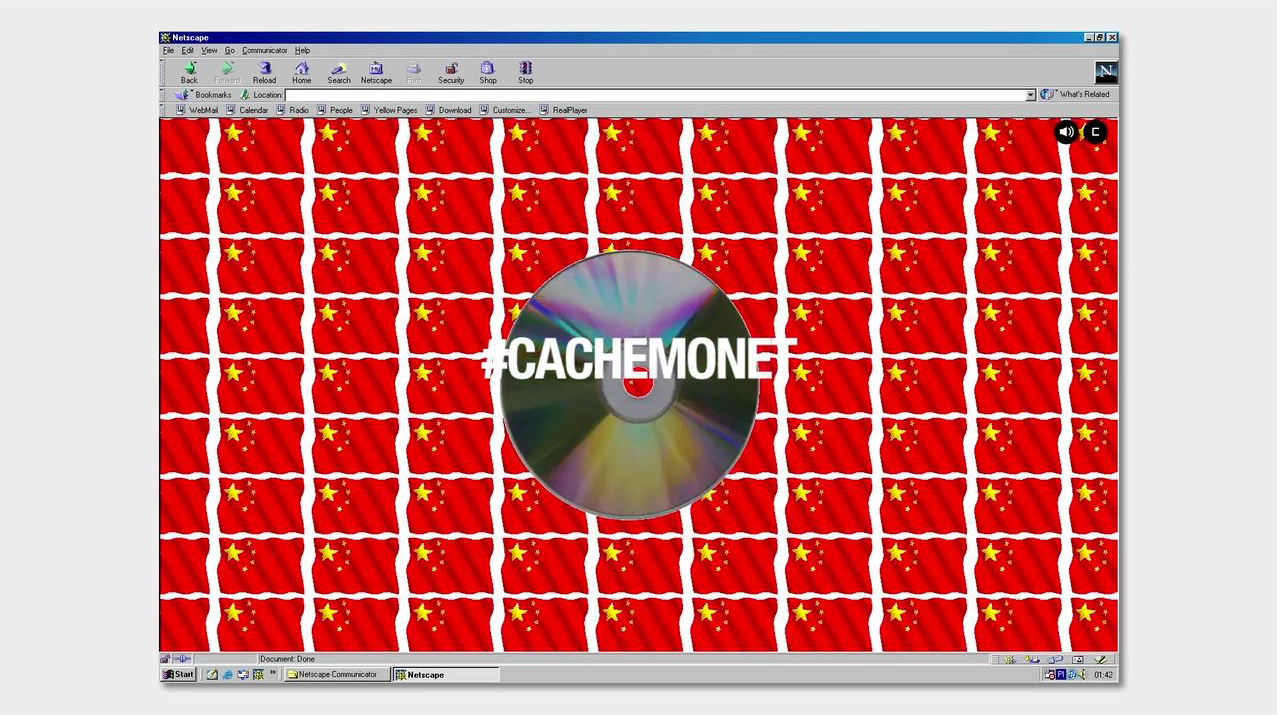 Netscape
File Edit View Go Communicator Help
Back Forward Reload Home Search Netscape Print Security Shop Stop
Bookmarks Location: What's Related
WebMail Calendar Radio People Yellow Pages Download Customize... RealPlayer
C
#CACHEMONET
Document: Done
Start Netscape Communicator Netscape 01:42